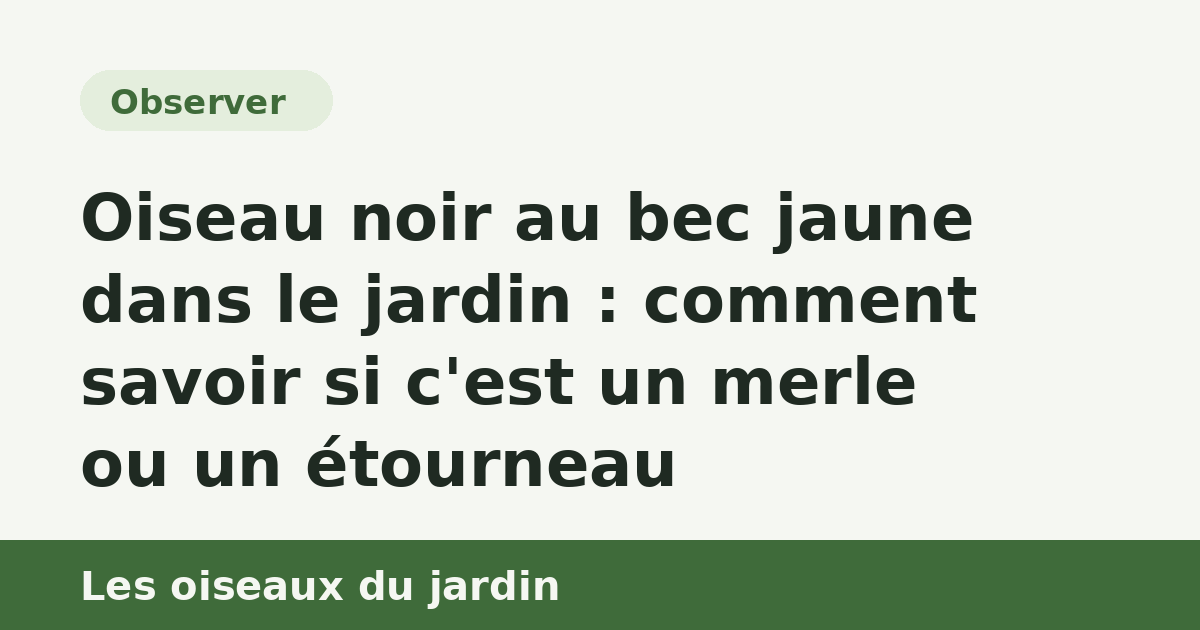 Observer
Oiseau noir au bec jaune
dans le jardin : comment
savoir si c'est un merle
ou un étourneau
Les oiseaux du jardin